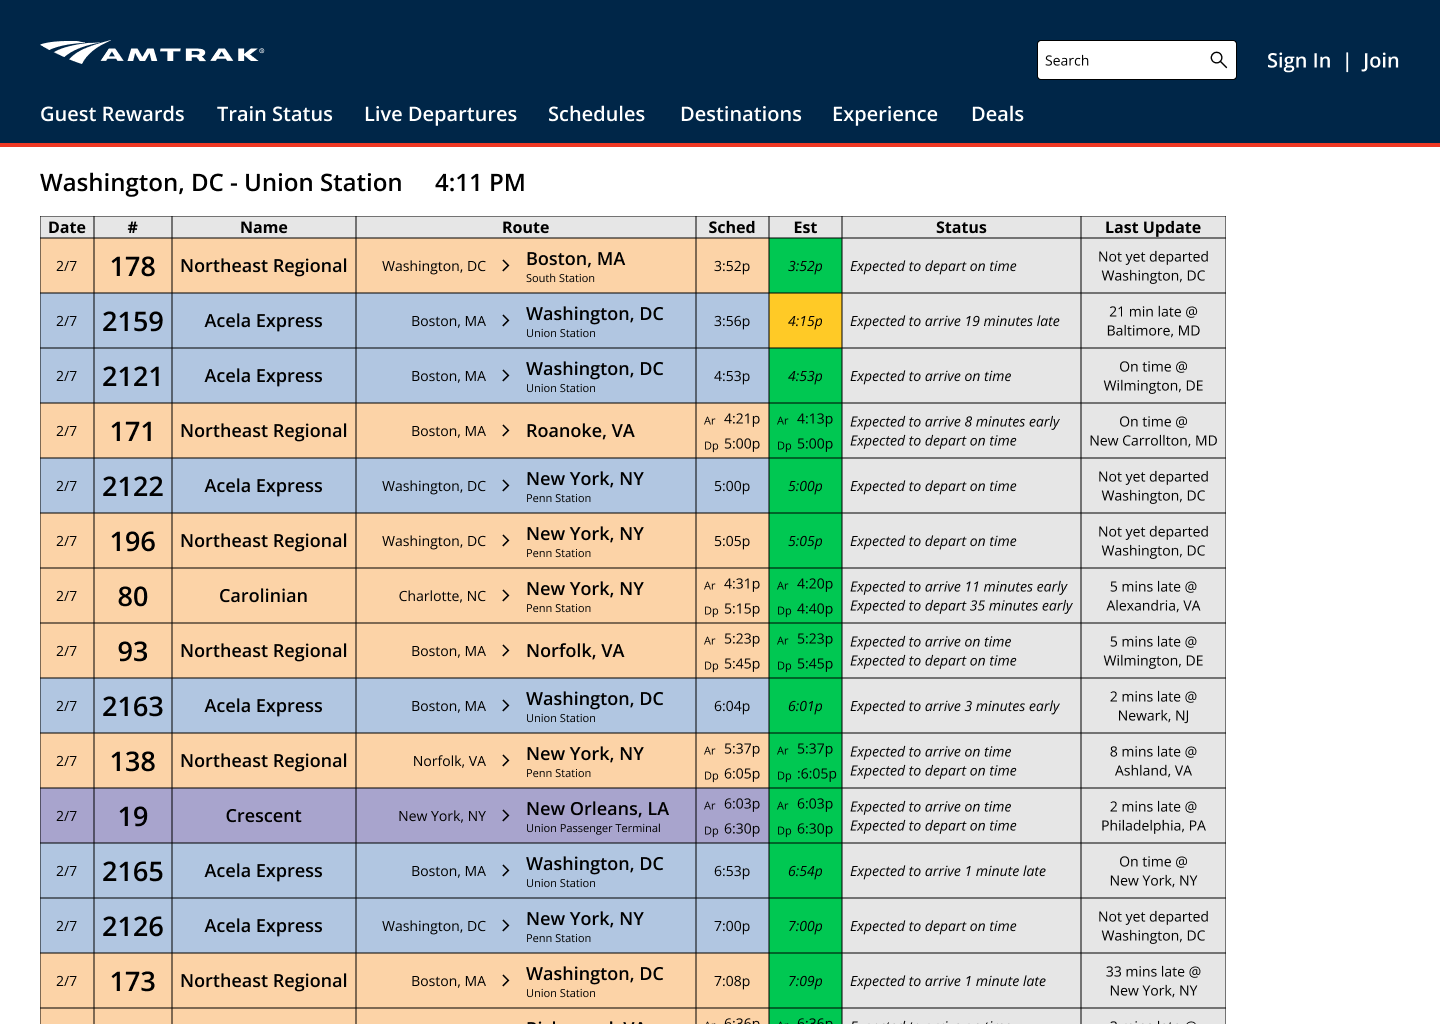 AMTRAK
Search
Sign In | Join
Guest Rewards Train Status Live Departures Schedules Destinations Experience Deals
Washington, DC - Union Station 4:11 PM
Date # Name Route Sched Est Status Last Update
2/7 178 Northeast Regional Washington, DC > Boston, MA South Station 3:52p 3:52p Expected to depart on time Not yet departed Washington, DC
2/7 2159 Acela Express Boston, MA > Washington, DC Union Station 3:56p 4:15p Expected to arrive 19 minutes late 21 min late @ Baltimore, MD
2/7 2121 Acela Express Boston, MA > Washington, DC Union Station 4:53p 4:53p Expected to arrive on time On time @ Wilmington, DE
2/7 171 Northeast Regional Boston, MA > Roanoke, VA Ar 4:21p Dp 5:00p Ar 4:13p Dp 5:00p Expected to arrive 8 minutes early Expected to depart on time On time @ New Carrollton, MD
2/7 2122 Acela Express Washington, DC > New York, NY Penn Station 5:00p 5:00p Expected to depart on time Not yet departed Washington, DC
2/7 196 Northeast Regional Washington, DC > New York, NY Penn Station 5:05p 5:05p Expected to depart on time Not yet departed Washington, DC
2/7 80 Carolinian Charlotte, NC > New York, NY Penn Station Ar 4:31p Dp 5:15p Ar 4:20p Dp 4:40p Expected to arrive 11 minutes early Expected to depart 35 minutes early 5 mins late @ Alexandria, VA
2/7 93 Northeast Regional Boston, MA > Norfolk, VA Ar 5:23p Dp 5:45p Ar 5:23p Dp 5:45p Expected to arrive on time Expected to depart on time 5 mins late @ Wilmington, DE
2/7 2163 Acela Express Boston, MA > Washington, DC Union Station 6:04p 6:01p Expected to arrive 3 minutes early 2 mins late @ Newark, NJ
2/7 138 Northeast Regional Norfolk, VA > New York, NY Penn Station Ar 5:37p Dp 6:05p Ar 5:37p Dp :6:05p Expected to arrive on time Expected to depart on time 8 mins late @ Ashland, VA
2/7 19 Crescent New York, NY > New Orleans, LA Union Passenger Terminal Ar 6:03p Dp 6:30p Ar 6:03p Dp 6:30p Expected to arrive on time Expected to depart on time 2 mins late @ Philadelphia, PA
2/7 2165 Acela Express Boston, MA > Washington, DC Union Station 6:53p 6:54p Expected to arrive 1 minute late On time @ New York, NY
2/7 2126 Acela Express Washington, DC > New York, NY Penn Station 7:00p 7:00p Expected to depart on time Not yet departed Washington, DC
2/7 173 Northeast Regional Boston, MA > Washington, DC Union Station 7:08p 7:09p Expected to arrive 1 minute late 33 mins late @ New York, NY